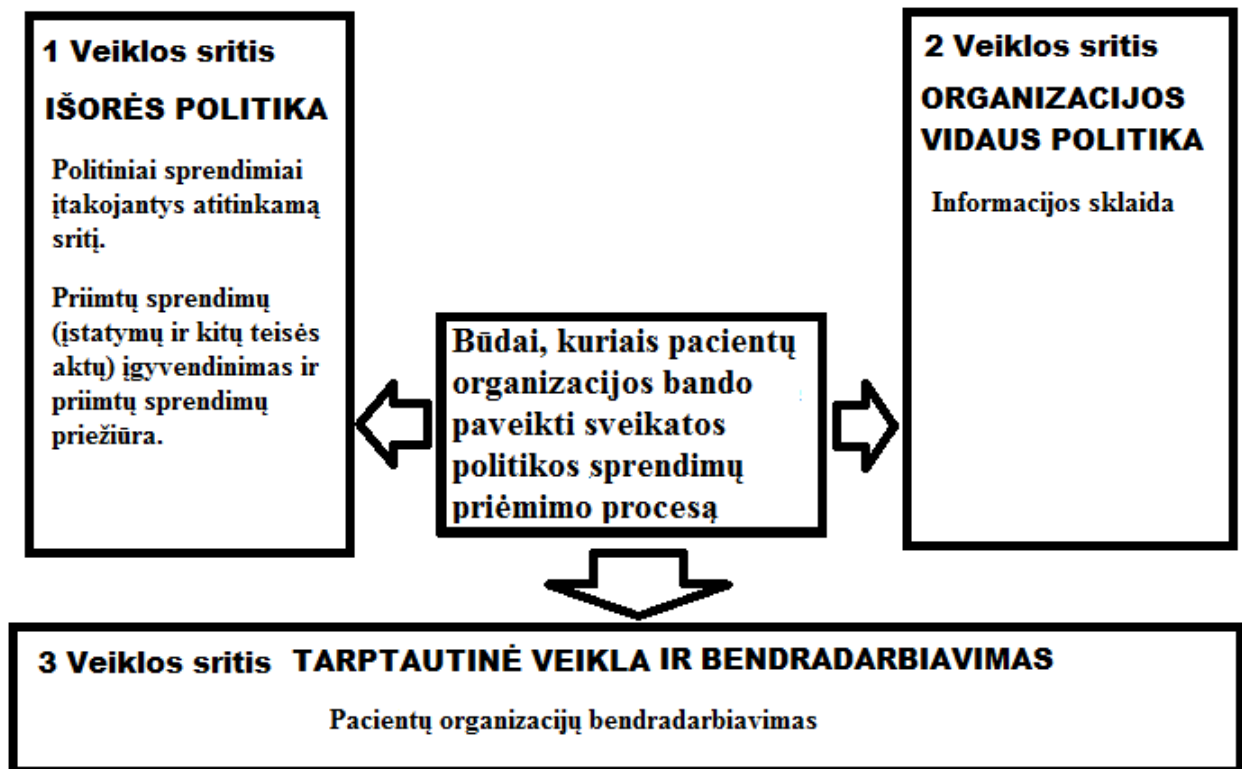 1 Veiklos sritis
IŠORĖS POLITIKA
Politiniai sprendimiai
įtakojantys atitinkamą
sritį.
Priimtų sprendimų
(įstatymų ir kitų teisės
aktų) įgyvendinimas ir
priimtų sprendimų
priežiūra.
2 Veiklos sritis
ORGANIZACIJOS
VIDAUS POLITIKA
Informacijos sklaida
Būdai, kuriais pacientų
organizacijos bando
paveikti sveikatos
politikos sprendimų
priėmimo procesą
3 Veiklos sritis TARPTAUTINĖ VEIKLA IR BENDRADARBIAVIMAS
Pacientų organizacijų bendradarbiavimas